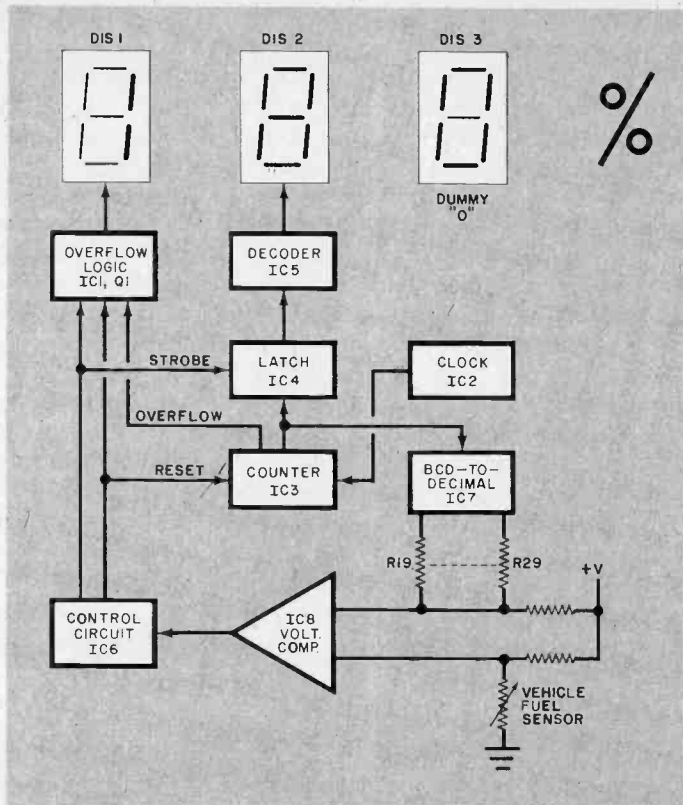 DIS 1
DIS 2
DIS 3
%
DUMMY
"0"
OVERFLOW
LOGIC
IC1, Q1
DECODER
IC5
STROBE
LATCH
IC4
CLOCK
IC2
OVERFLOW
RESET
COUNTER
IC3
BCD-TO-
DECIMAL
IC7
R19
R29
+V
CONTROL
CIRCUIT
IC6
IC8
VOLT.
COMP.
VEHICLE
FUEL
SENSOR